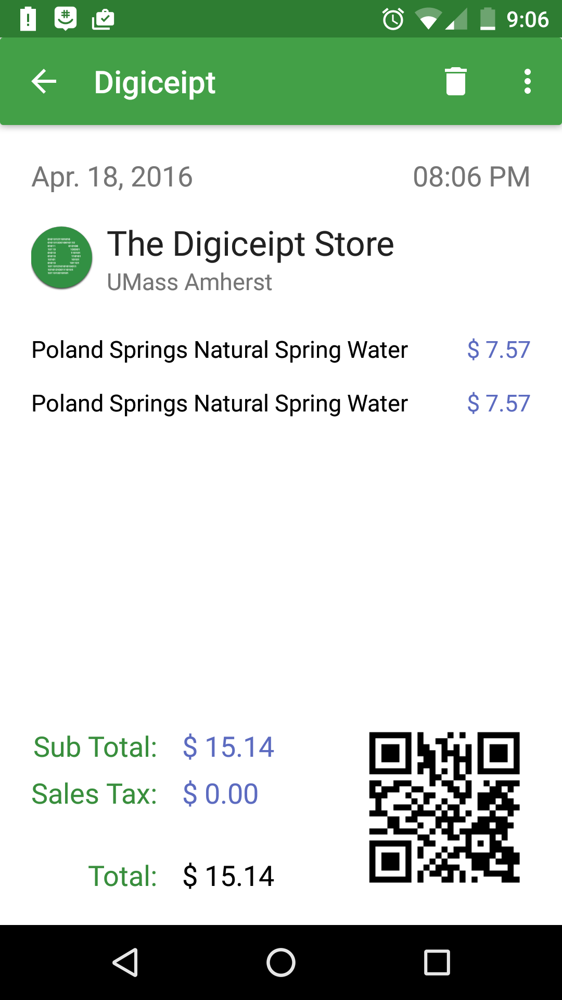 9:06
Digiceipt
Apr. 18, 2016 08:06 PM
The Digiceipt Store
UMass Amherst
Poland Springs Natural Spring Water $ 7.57
Poland Springs Natural Spring Water $ 7.57
Sub Total: $ 15.14
Sales Tax: $ 0.00
Total: $ 15.14